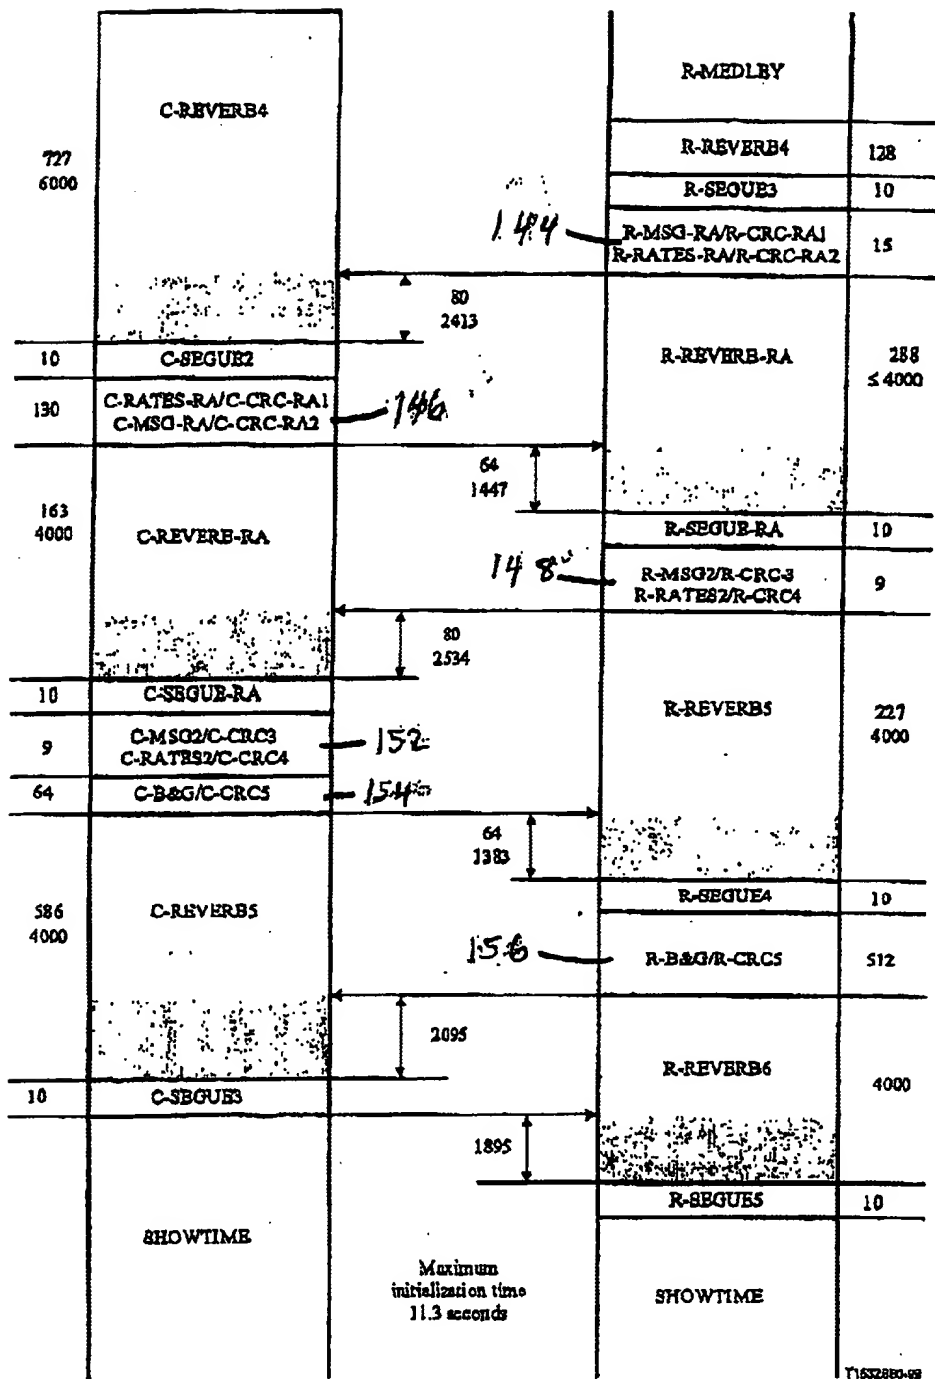 R-MEDLEY
C-REVERB4
R-REVERB4 128
727
6000
R-SEGUE3 10
144
R-MSG-RA/R-CRC-RA1
R-RATES-RA/R-CRC-RA2
15
80
2413
10 C-SEGUE2
R-REVERB-RA
288
≤ 4000
130
C-RATES-RA/C-CRC-RA1
C-MSG-RA/C-CRC-RA2
146
64
1447
163
4000
C-REVERB-RA
R-SEGUE-RA 10
148
R-MSG2/R-CRC-3
R-RATES2/R-CRC4
9
80
2534
10 C-SEGUE-RA
R-REVERB5
227
4000
9
C-MSG2/C-CRC3
C-RATES2/C-CRC4
152
64 C-B&G/C-CRC5 154
64
1383
R-SEGUE4 10
586
4000
C-REVERB5
156
R-B&G/R-CRC5 512
2095
R-REVERB6 4000
10 C-SEGUE3
1895
R-SEGUE5 10
SHOWTIME
Maximum
initialization time
11.3 seconds
SHOWTIME
T1532880-99